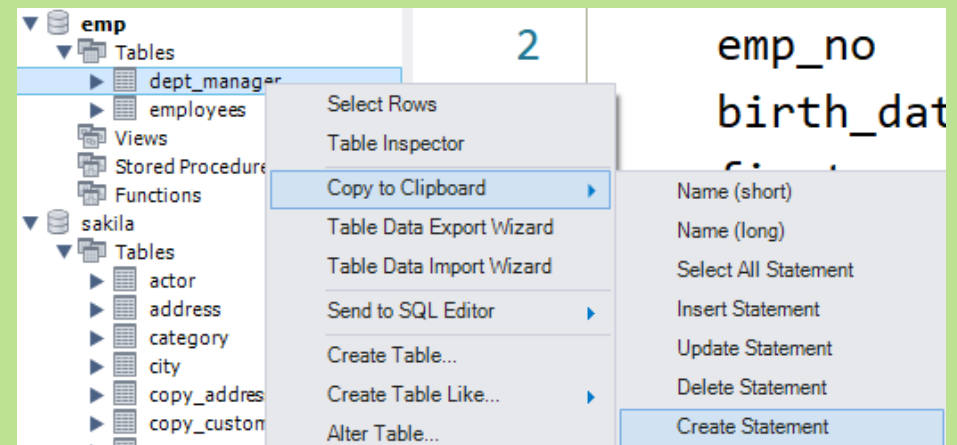 emp
Tables
dept_manager
employees
Views
Stored Procedure
Functions
sakila
Tables
actor
address
category
city
copy_addres
copy_custom
2
emp_no
birth_dat
Select Rows
Table Inspector
Copy to Clipboard
Table Data Export Wizard
Table Data Import Wizard
Send to SQL Editor
Create Table...
Create Table Like...
Alter Table...
Name (short)
Name (long)
Select All Statement
Insert Statement
Update Statement
Delete Statement
Create Statement